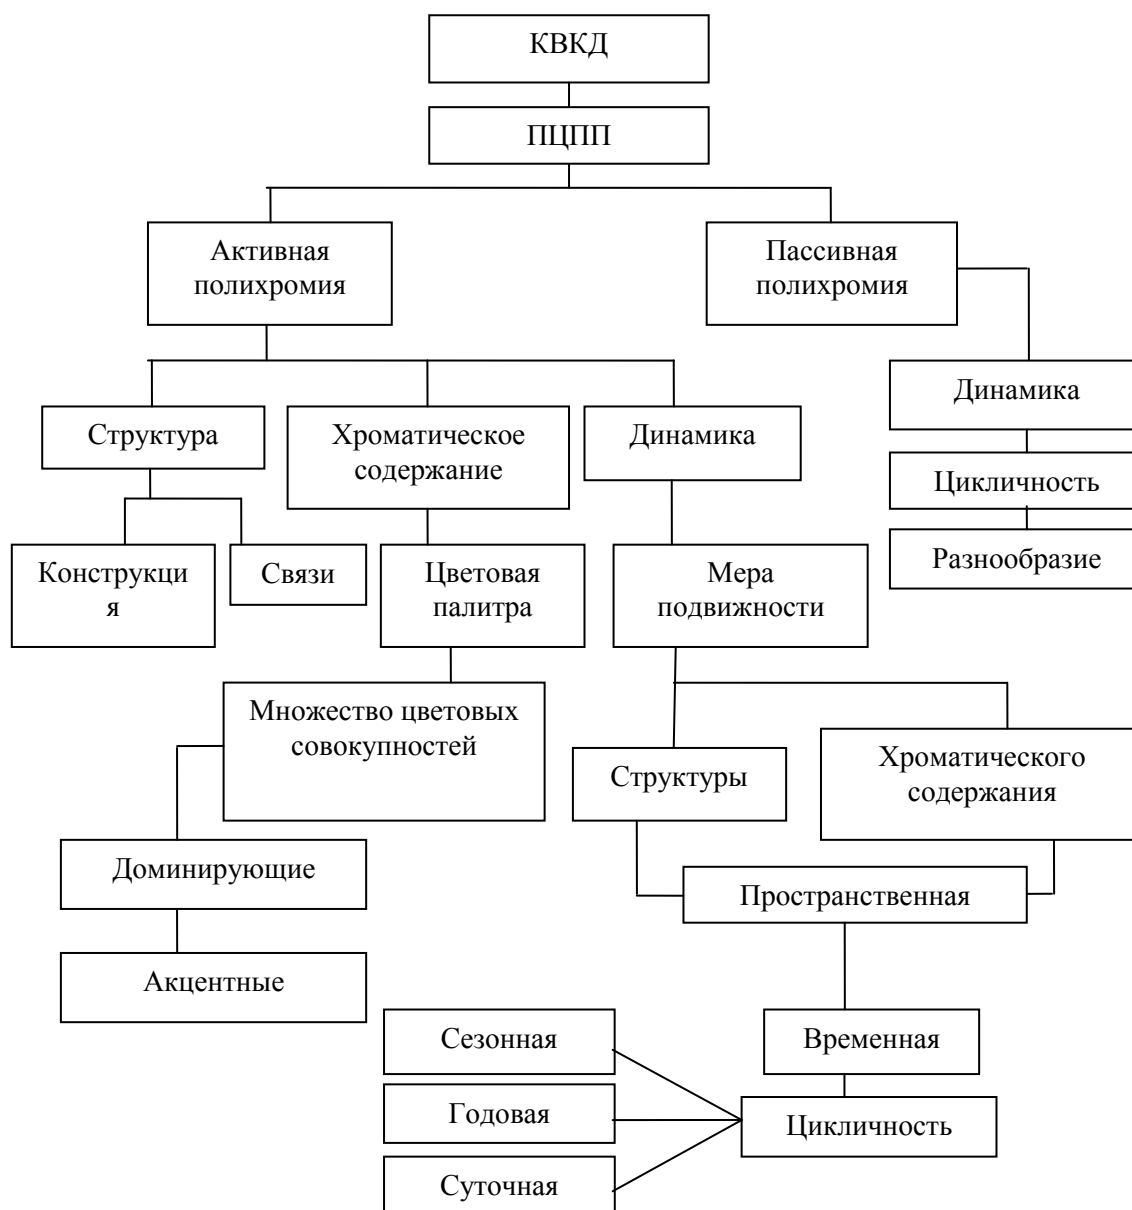 КВКД
ПЦПП
Активная
полихромия
Пассивная
полихромия
Динамика
Структура
Хроматическое
содержание
Динамика
Цикличность
Разнообразие
Конструкци
я
Связи
Цветовая
палитра
Мера
подвижности
Множество цветовых
совокупностей
Структуры
Хроматического
содержания
Доминирующие
Пространственная
Акцентные
Сезонная
Временная
Годовая
Цикличность
Суточная